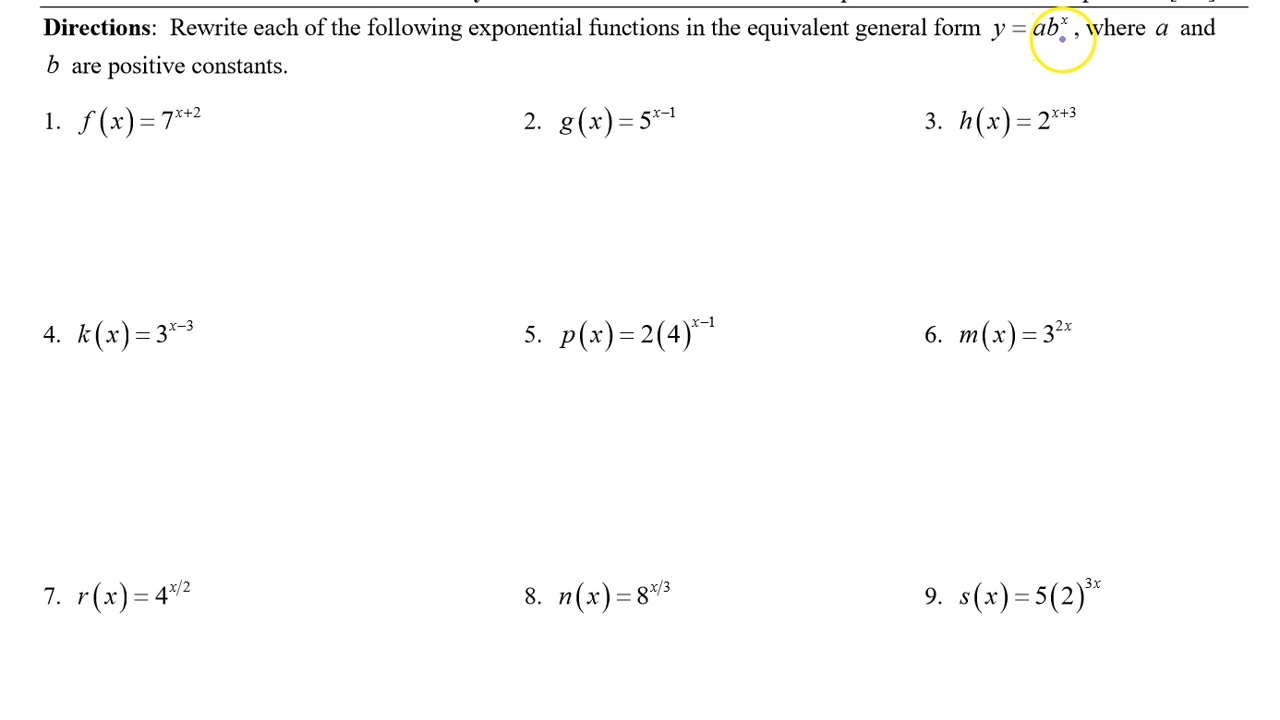 Directions: Rewrite each of the following exponential functions in the equivalent general form y = ab^x, where a and
b are positive constants.
1. f(x) = 7^{x+2} 2. g(x) = 5^{x−1} 3. h(x) = 2^{x+3}
4. k(x) = 3^{x−3} 5. p(x) = 2(4)^{x−1} 6. m(x) = 3^{2x}
7. r(x) = 4^{x/2} 8. n(x) = 8^{x/3} 9. s(x) = 5(2)^{3x}